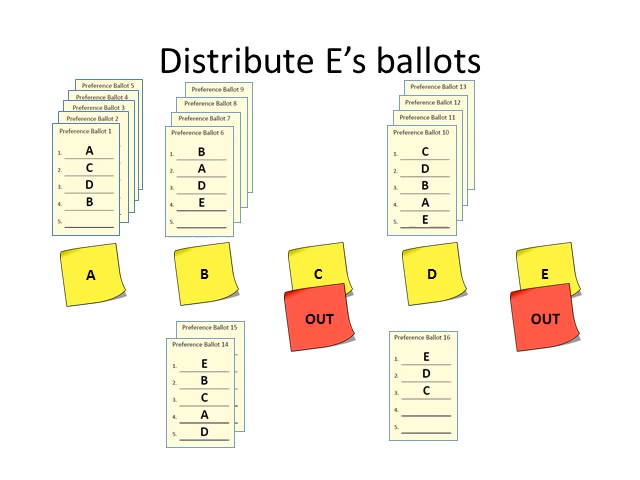 Distribute E's ballots
Preference Ballot 5
Preference Ballot 4
Preference Ballot 3
Preference Ballot 2
Preference Ballot 1
1. A
2. C
3. D
4. B
5.
Preference Ballot 9
Preference Ballot 8
Preference Ballot 7
Preference Ballot 6
1. B
2. A
3. D
4. E
5.
Preference Ballot 13
Preference Ballot 12
Preference Ballot 11
Preference Ballot 10
1. C
2. D
3. B
4. A
5. E
A
B
C
OUT
D
E
OUT
Preference Ballot 15
Preference Ballot 14
1. E
2. B
3. C
4. A
5. D
Preference Ballot 16
1. E
2. D
3. C
4.
5.